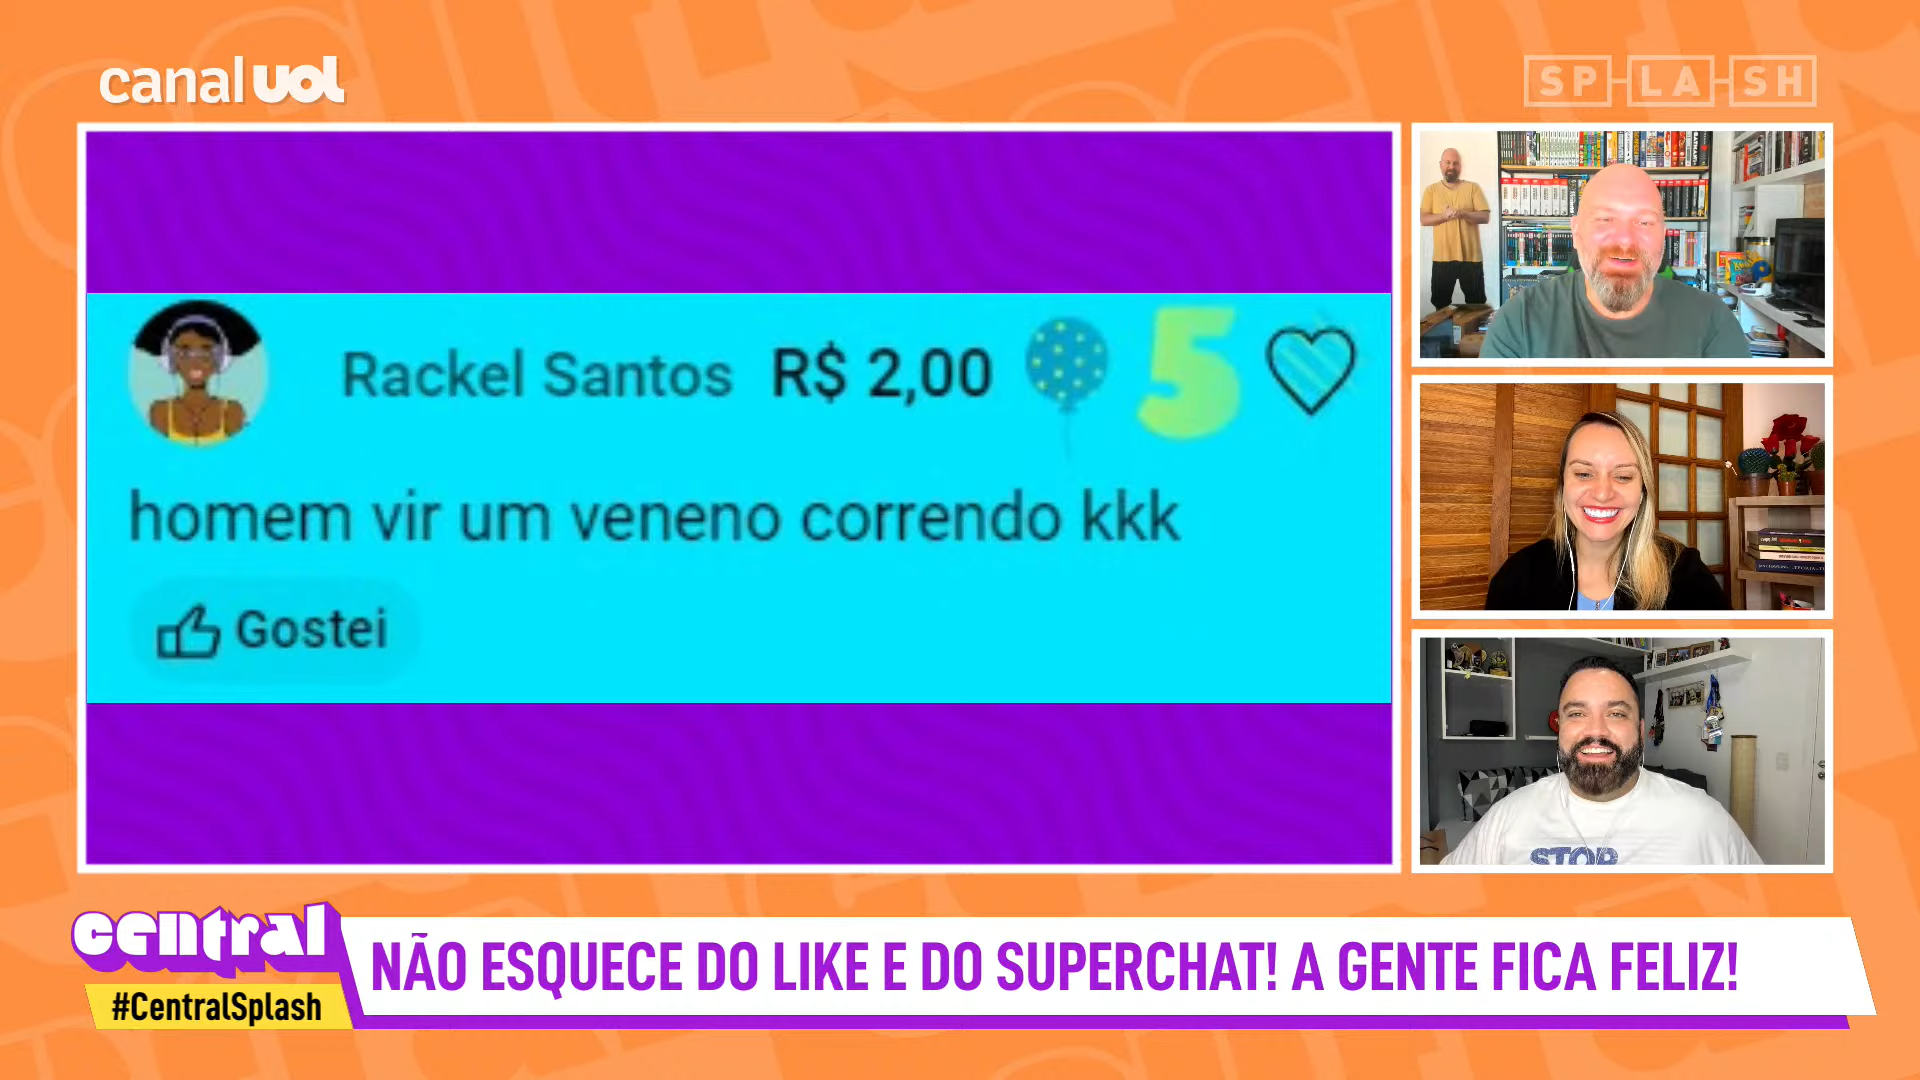 canal UOL
SPLASH
Rackel Santos R$ 2,00 5
homem vir um veneno correndo kkk
Gostei
STOP
central
NÃO ESQUECE DO LIKE E DO SUPERCHAT! A GENTE FICA FELIZ!
#CentralSplash